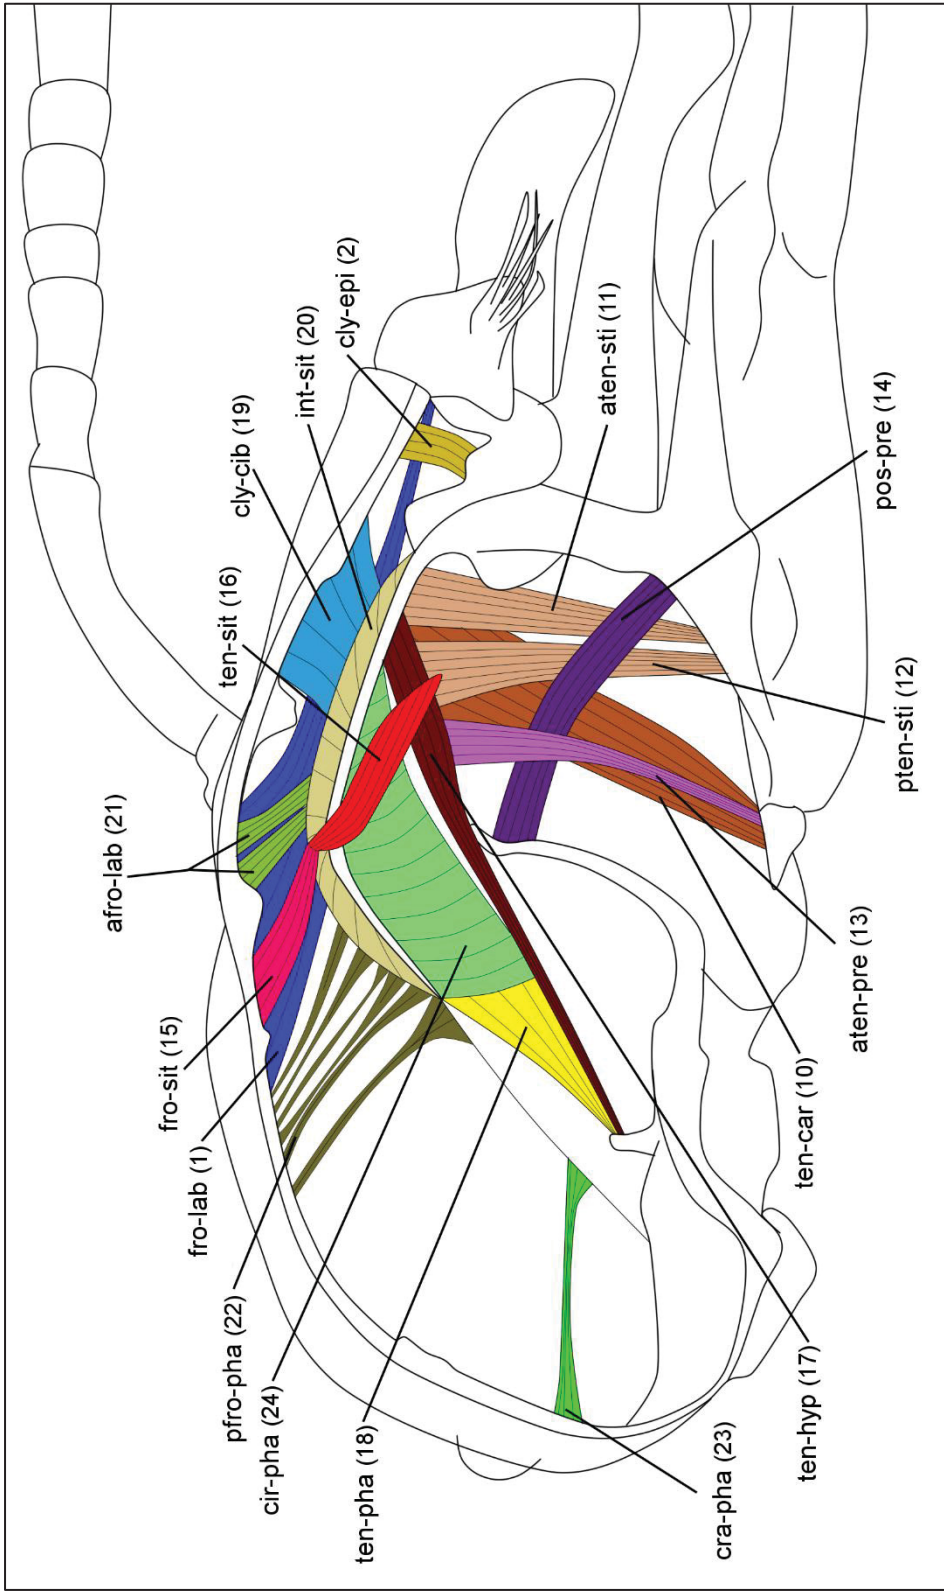 pfro-pha (22)
fro-lab (1)
fro-sit (15)
afro-lab (21)
ten-sit (16)
cly-cib (19)
int-sit (20)
cly-epi (2)
cir-pha (24)
ten-pha (18)
cra-pha (23)
ten-hyp (17)
ten-car (10)
aten-pre (13)
pten-sti (12)
pos-pre (14)
aten-sti (11)